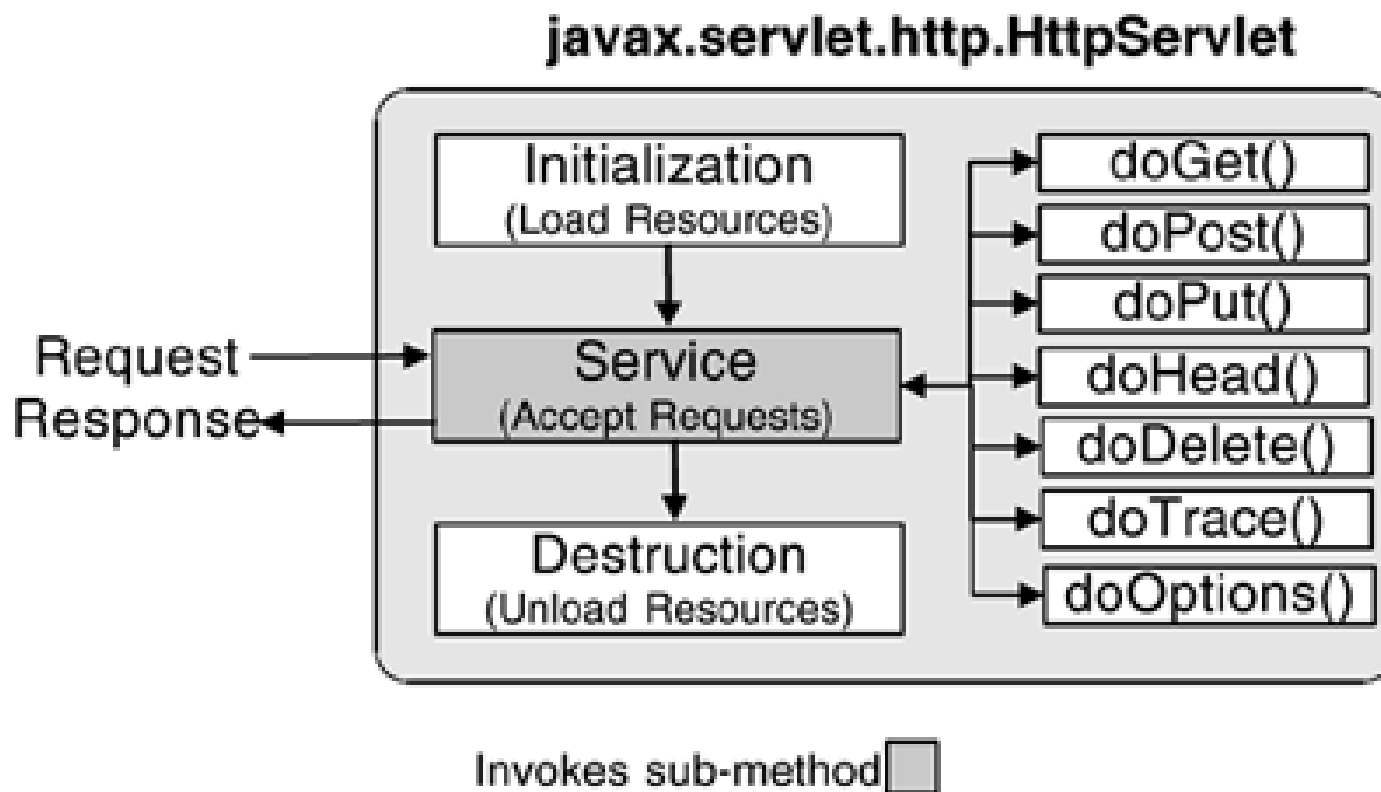 javax.servlet.http.HttpServlet
Initialization
(Load Resources)
Request
Response
Service
(Accept Requests)
Destruction
(Unload Resources)
doGet()
doPost()
doPut()
doHead()
doDelete()
doTrace()
doOptions()
Invokes sub-method